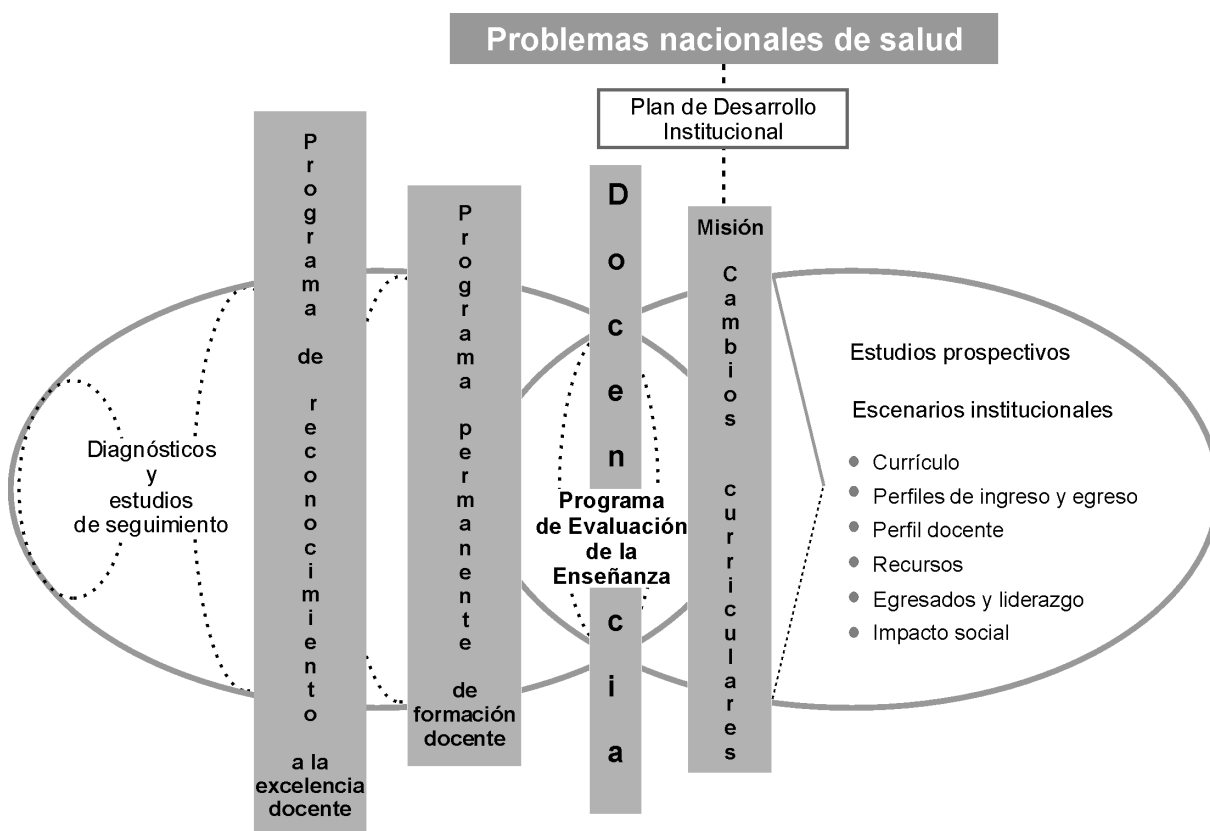 Problemas nacionales de salud
Plan de Desarrollo
Institucional
Programa de reconocimiento
a la
excelencia
docente
Programa permanente
de
formación
docente
Docencia
Misión
Cambios curriculares
Diagnósticos
y
estudios
de seguimiento
Programa
de Evaluación
de la
Enseñanza
Estudios prospectivos
Escenarios institucionales
Currículo
Perfiles de ingreso y egreso
Perfil docente
Recursos
Egresados y liderazgo
Impacto social